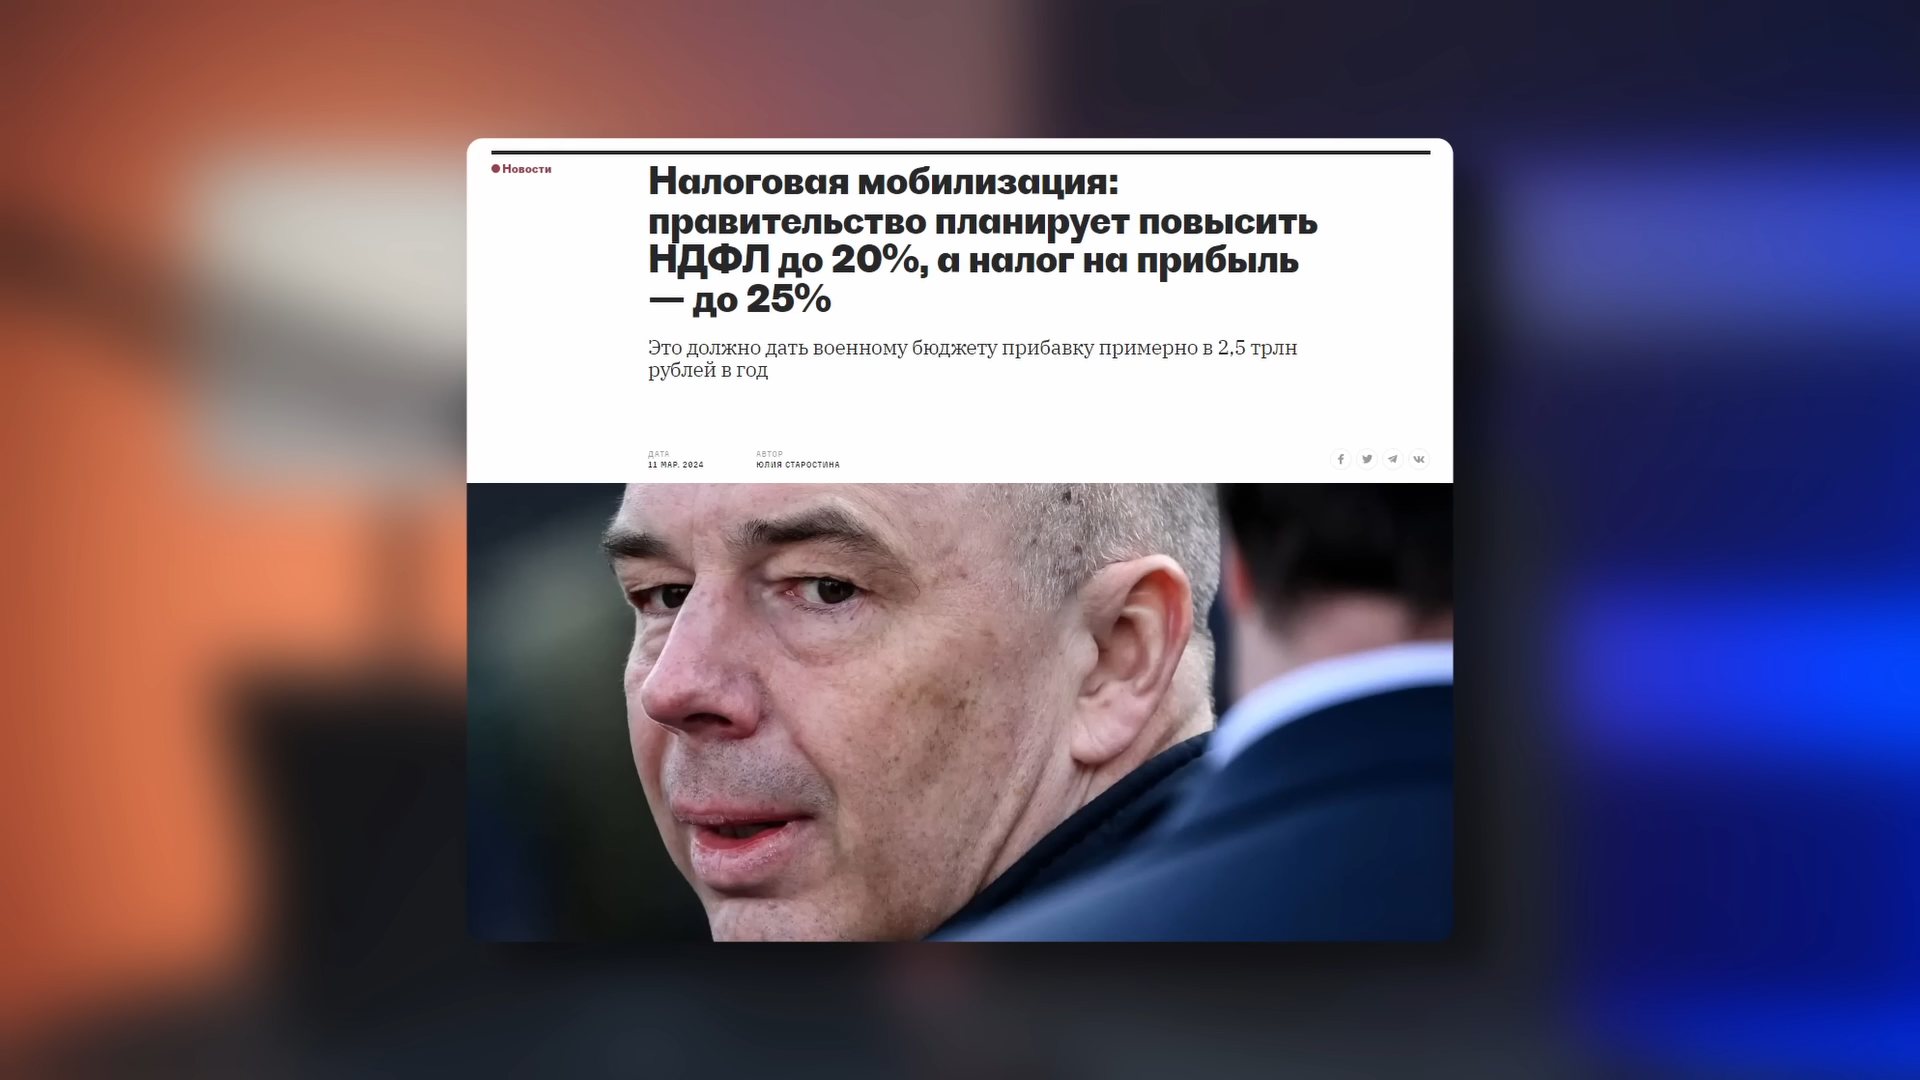 Новости
Налоговая мобилизация:
правительство планирует повысить
НДФЛ до 20%, а налог на прибыль
— до 25%
Это должно дать военному бюджету прибавку примерно в 2,5 трлн
рублей в год
ДАТА
11 МАР. 2024
АВТОР
ЮЛИЯ СТАРОСТИНА